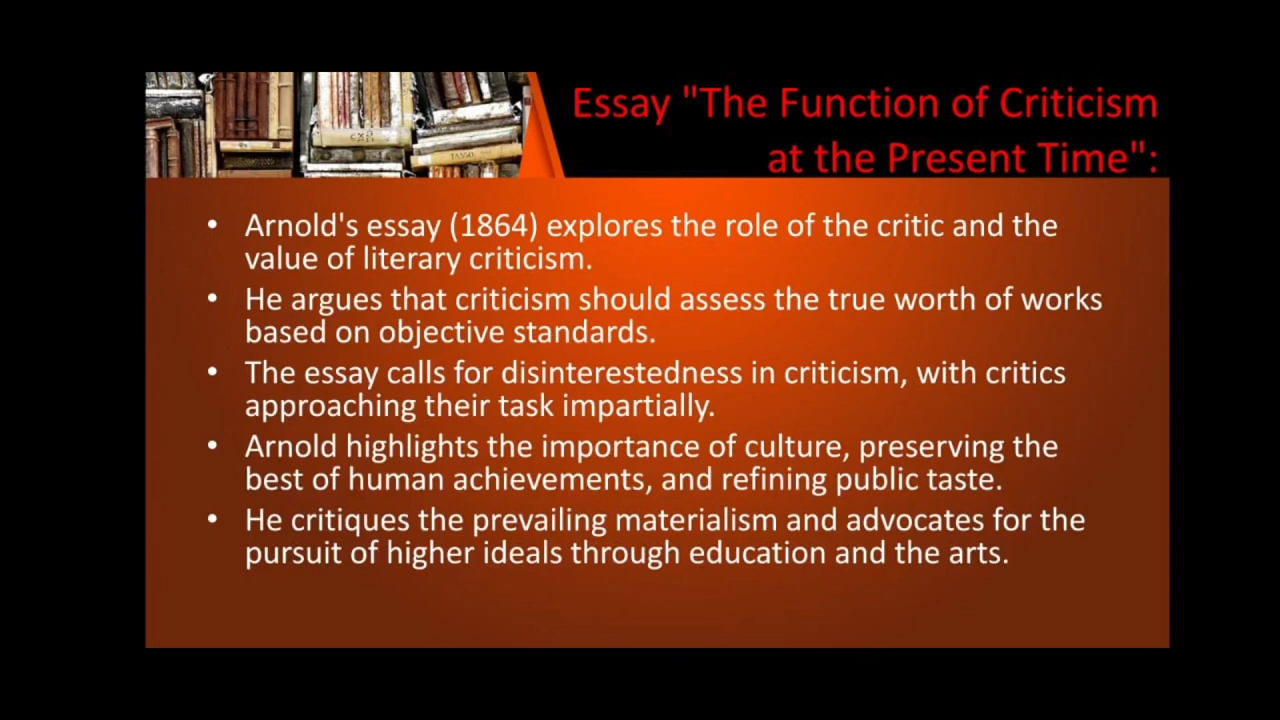 Essay "The Function of Criticism
at the Present Time":
TASSO
• Arnold's essay (1864) explores the role of the critic and the
value of literary criticism.
• He argues that criticism should assess the true worth of works
based on objective standards.
• The essay calls for disinterestedness in criticism, with critics
approaching their task impartially.
• Arnold highlights the importance of culture, preserving the
best of human achievements, and refining public taste.
• He critiques the prevailing materialism and advocates for the
pursuit of higher ideals through education and the arts.